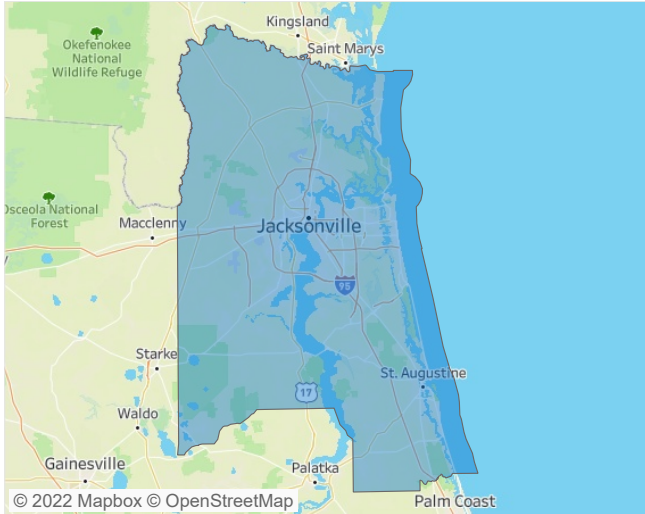 Kingsland
Okefenokee
National
Wildlife Refuge
Saint Marys
Osceola National
Forest
Macclenny
Jacksonville
95
Starke
St. Augustine
17
Waldo
Gainesville
Palatka
© 2022 Mapbox © OpenStreetMap
Palm Coast